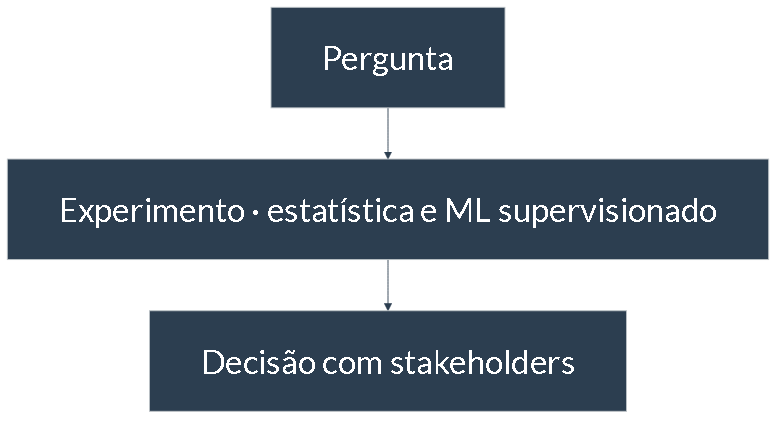 Pergunta
Experimento · estatística e ML supervisionado
Decisão com stakeholders